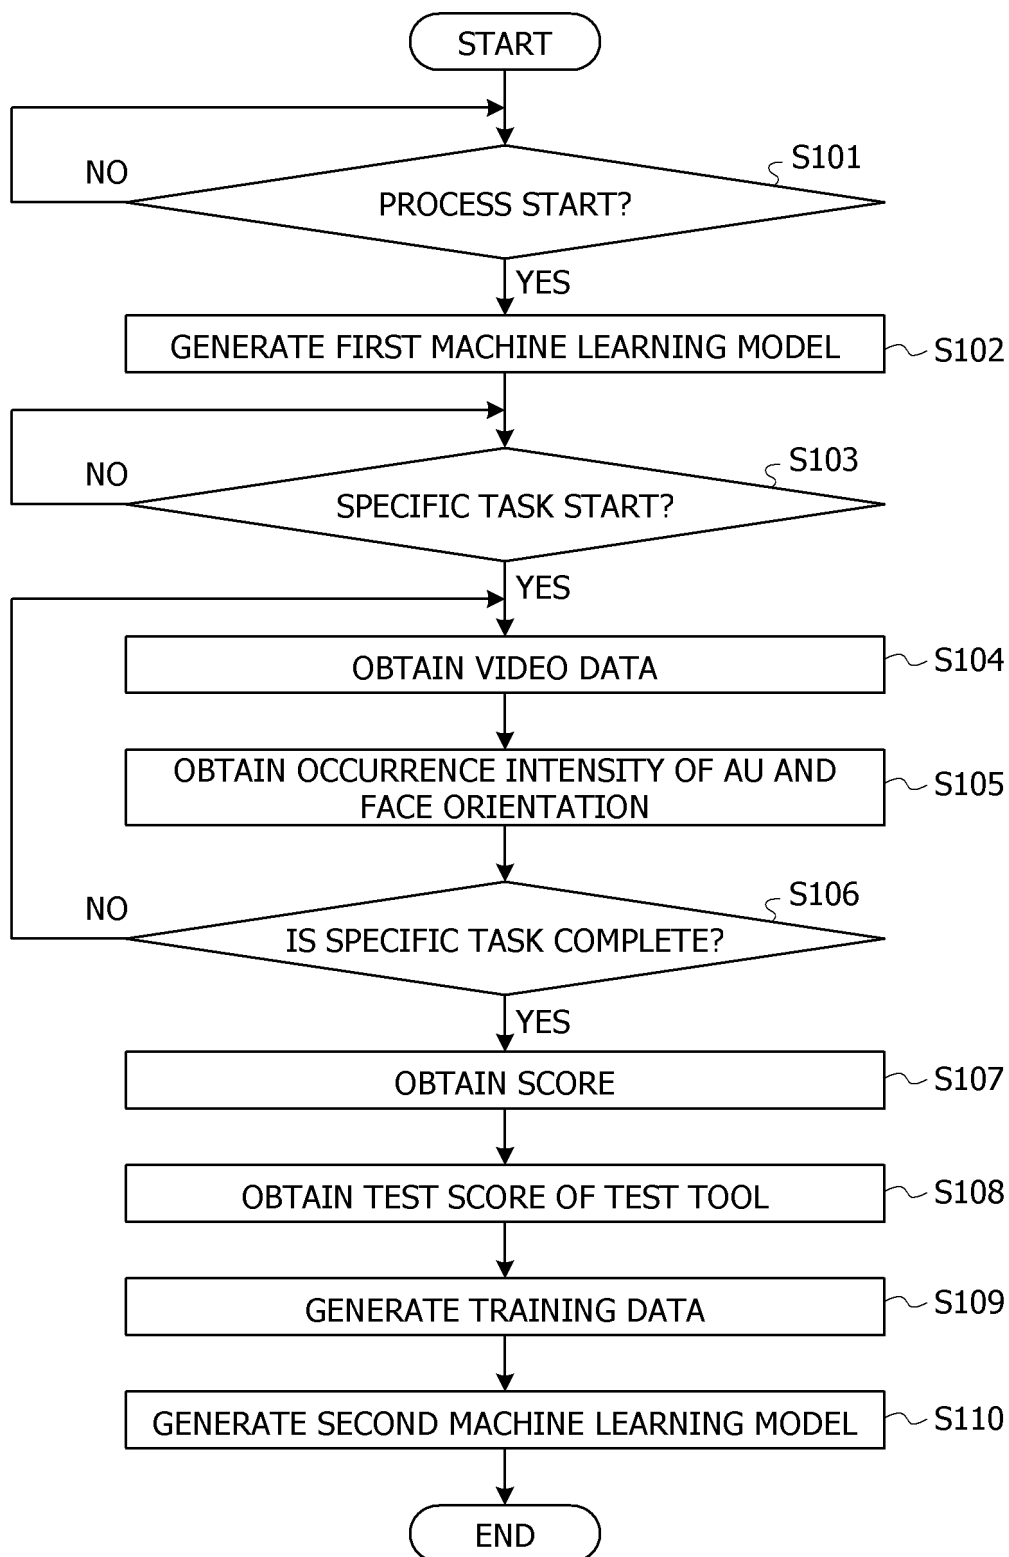 START
NO
S101
PROCESS START?
YES
GENERATE FIRST MACHINE LEARNING MODEL
S102
NO
S103
SPECIFIC TASK START?
YES
OBTAIN VIDEO DATA
S104
OBTAIN OCCURRENCE INTENSITY OF AU AND
FACE ORIENTATION
S105
NO
S106
IS SPECIFIC TASK COMPLETE?
YES
OBTAIN SCORE
S107
OBTAIN TEST SCORE OF TEST TOOL
S108
GENERATE TRAINING DATA
S109
GENERATE SECOND MACHINE LEARNING MODEL
S110
END